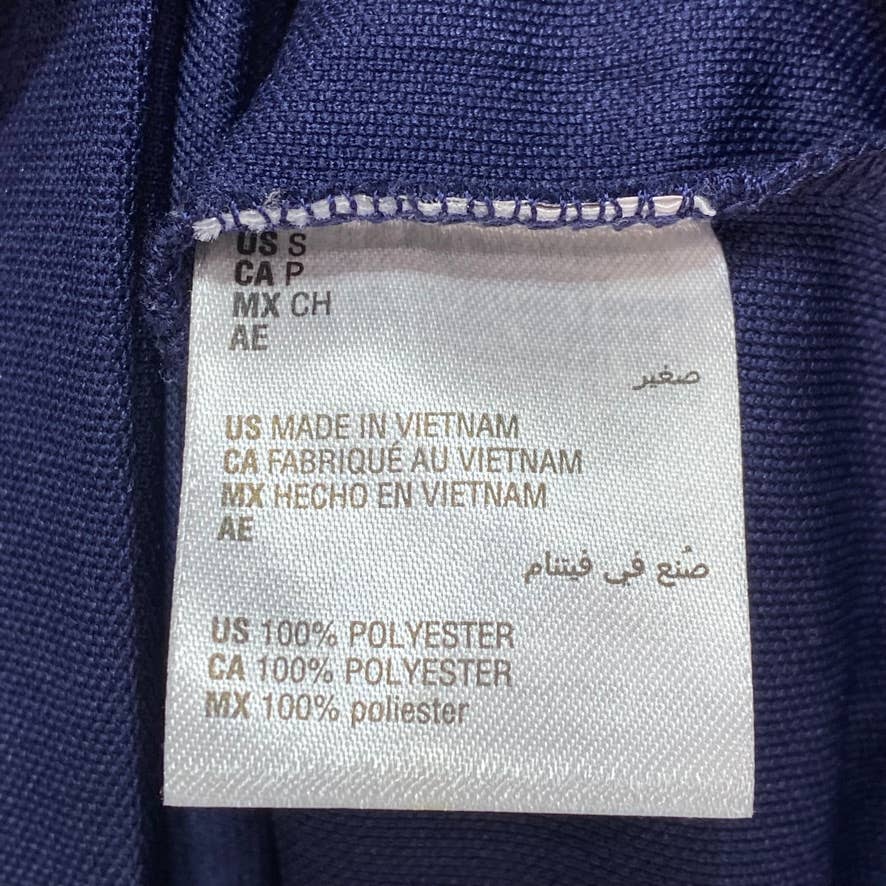 US S
CA P
MX CH
AE
صغير
US MADE IN VIETNAM
CA FABRIQUÉ AU VIETNAM
MX HECHO EN VIETNAM
AE
صُنع في فيتنام
US 100% POLYESTER
CA 100% POLYESTER
MX 100% poliester